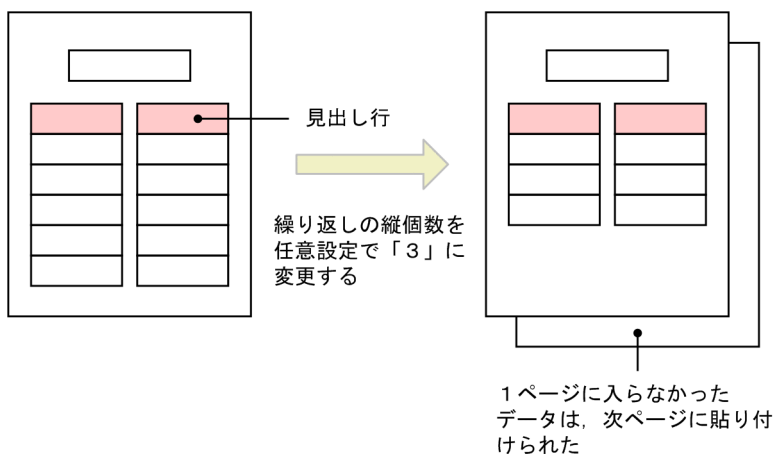 見出し行
繰り返しの縦個数を
任意設定で「３」に
変更する
１ページに入らなかった
データは，次ページに貼り付
けられた